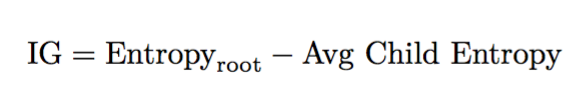 IG = Entropy_root − Avg Child Entropy